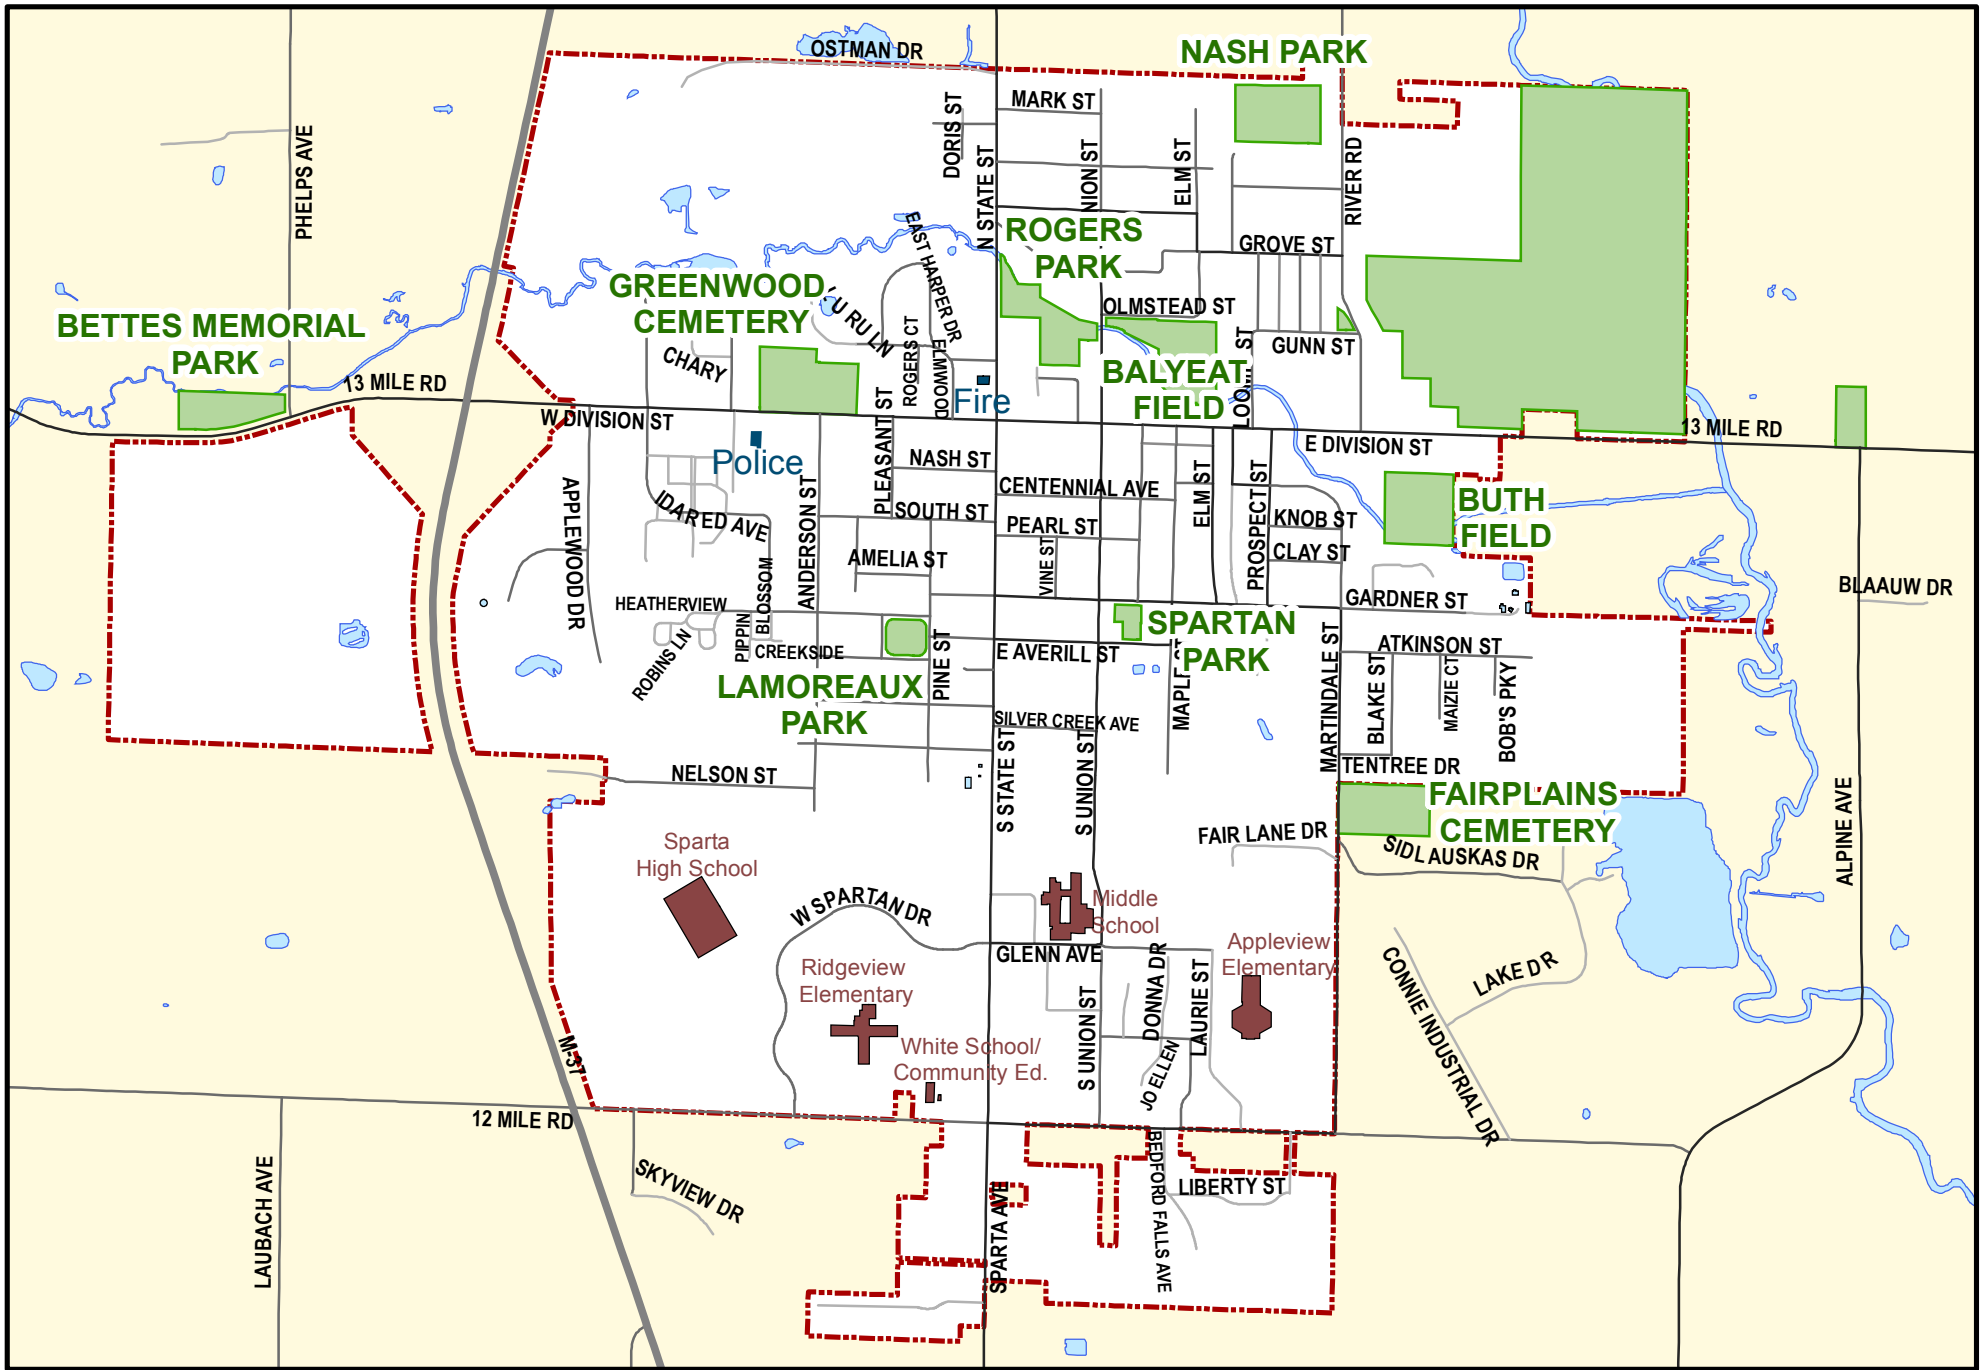 OSTMAN DR
NASH PARK
MARK ST
DORIS ST
PHELPS AVE
N STATE ST
NION ST
ELM ST
RIVER RD
ROGERS
PARK
GROVE ST
EAST HARPER DR
GREENWOOD
CEMETERY
U RU LN
OLMSTEAD ST
BETTES MEMORIAL
PARK
CHARY
ROGERS CT
ELMWOOD
GUNN ST
BALYEAT
FIELD
13 MILE RD
Fire
W DIVISION ST
PLEASANT ST
E DIVISION ST
13 MILE RD
Police
NASH ST
CENTENNIAL AVE
ELM ST
PROSPECT ST
BUTH
FIELD
APPLEWOOD DR
IDA RED AVE
ANDERSON ST
SOUTH ST
PEARL ST
KNOB ST
CLAY ST
AMELIA ST
VINE ST
BLOSSOM
HEATHERVIEW
GARDNER ST
BLAAUW DR
PIPPIN
CREEKSIDE
ROBINS LN
PINE ST
E AVERILL ST
SPARTAN
PARK
MARTINDALE ST
ATKINSON ST
BLAKE ST
MAIZIE CT
BOB'S PKY
LAMOREAUX
PARK
SILVER CREEK AVE
NELSON ST
S STATE ST
S UNION ST
TENTREE DR
FAIRPLAINS
CEMETERY
ALPINE AVE
FAIR LANE DR
SIDLAUSKAS DR
Sparta
High School
W SPARTAN DR
Middle
School
GLENN AVE
Appleview
Elementary
Ridgeview
Elementary
DONNA DR
LAURIE ST
S UNION ST
JO ELLEN
LAKE DR
CONNIE INDUSTRIAL DR
White School/
Community Ed.
M-37
12 MILE RD
LAUBACH AVE
SKYVIEW DR
SPARTA AVE
BEDFORD FALLS AVE
LIBERTY ST